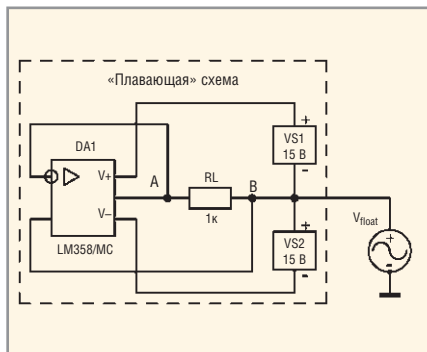 «Плавающая» схема
DA1
V+
V–
LM358/MC
A
RL
1к
B
+
VS1
15 В
-
+
VS2
15 В
-
Vfloat
+
-